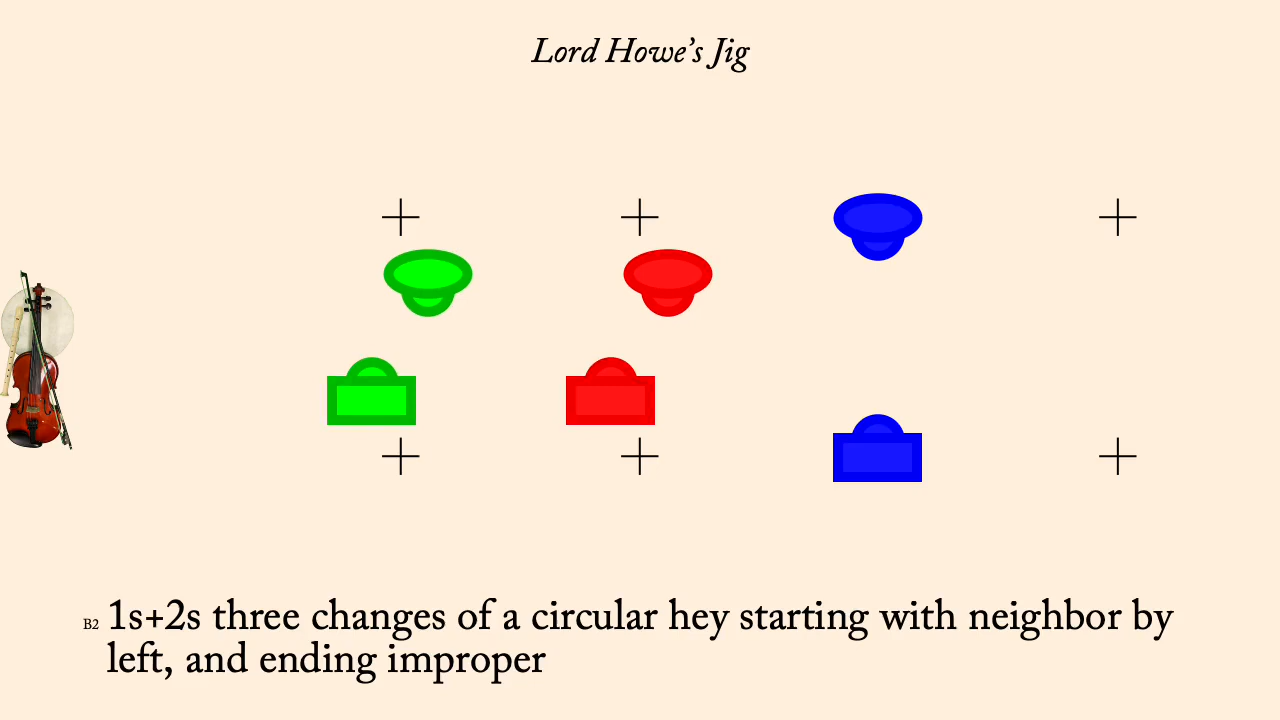 Lord Howe’s Jig
B2 1s+2s three changes of a circular hey starting with neighbor by
left, and ending improper